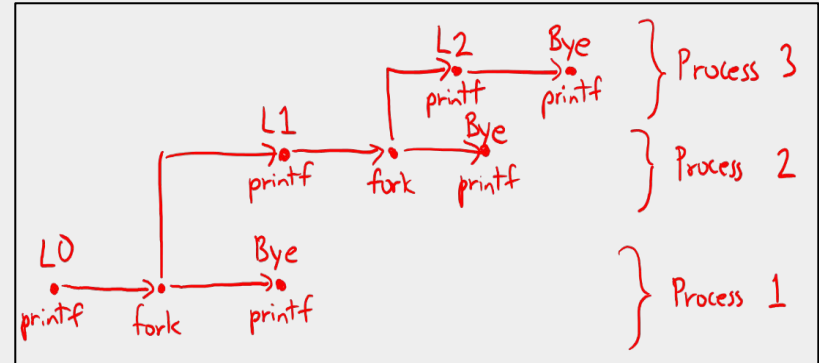 L2 Bye
printf printf } Process 3
L1 Bye
printf fork printf } Process 2
L0 Bye
printf fork printf } Process 1